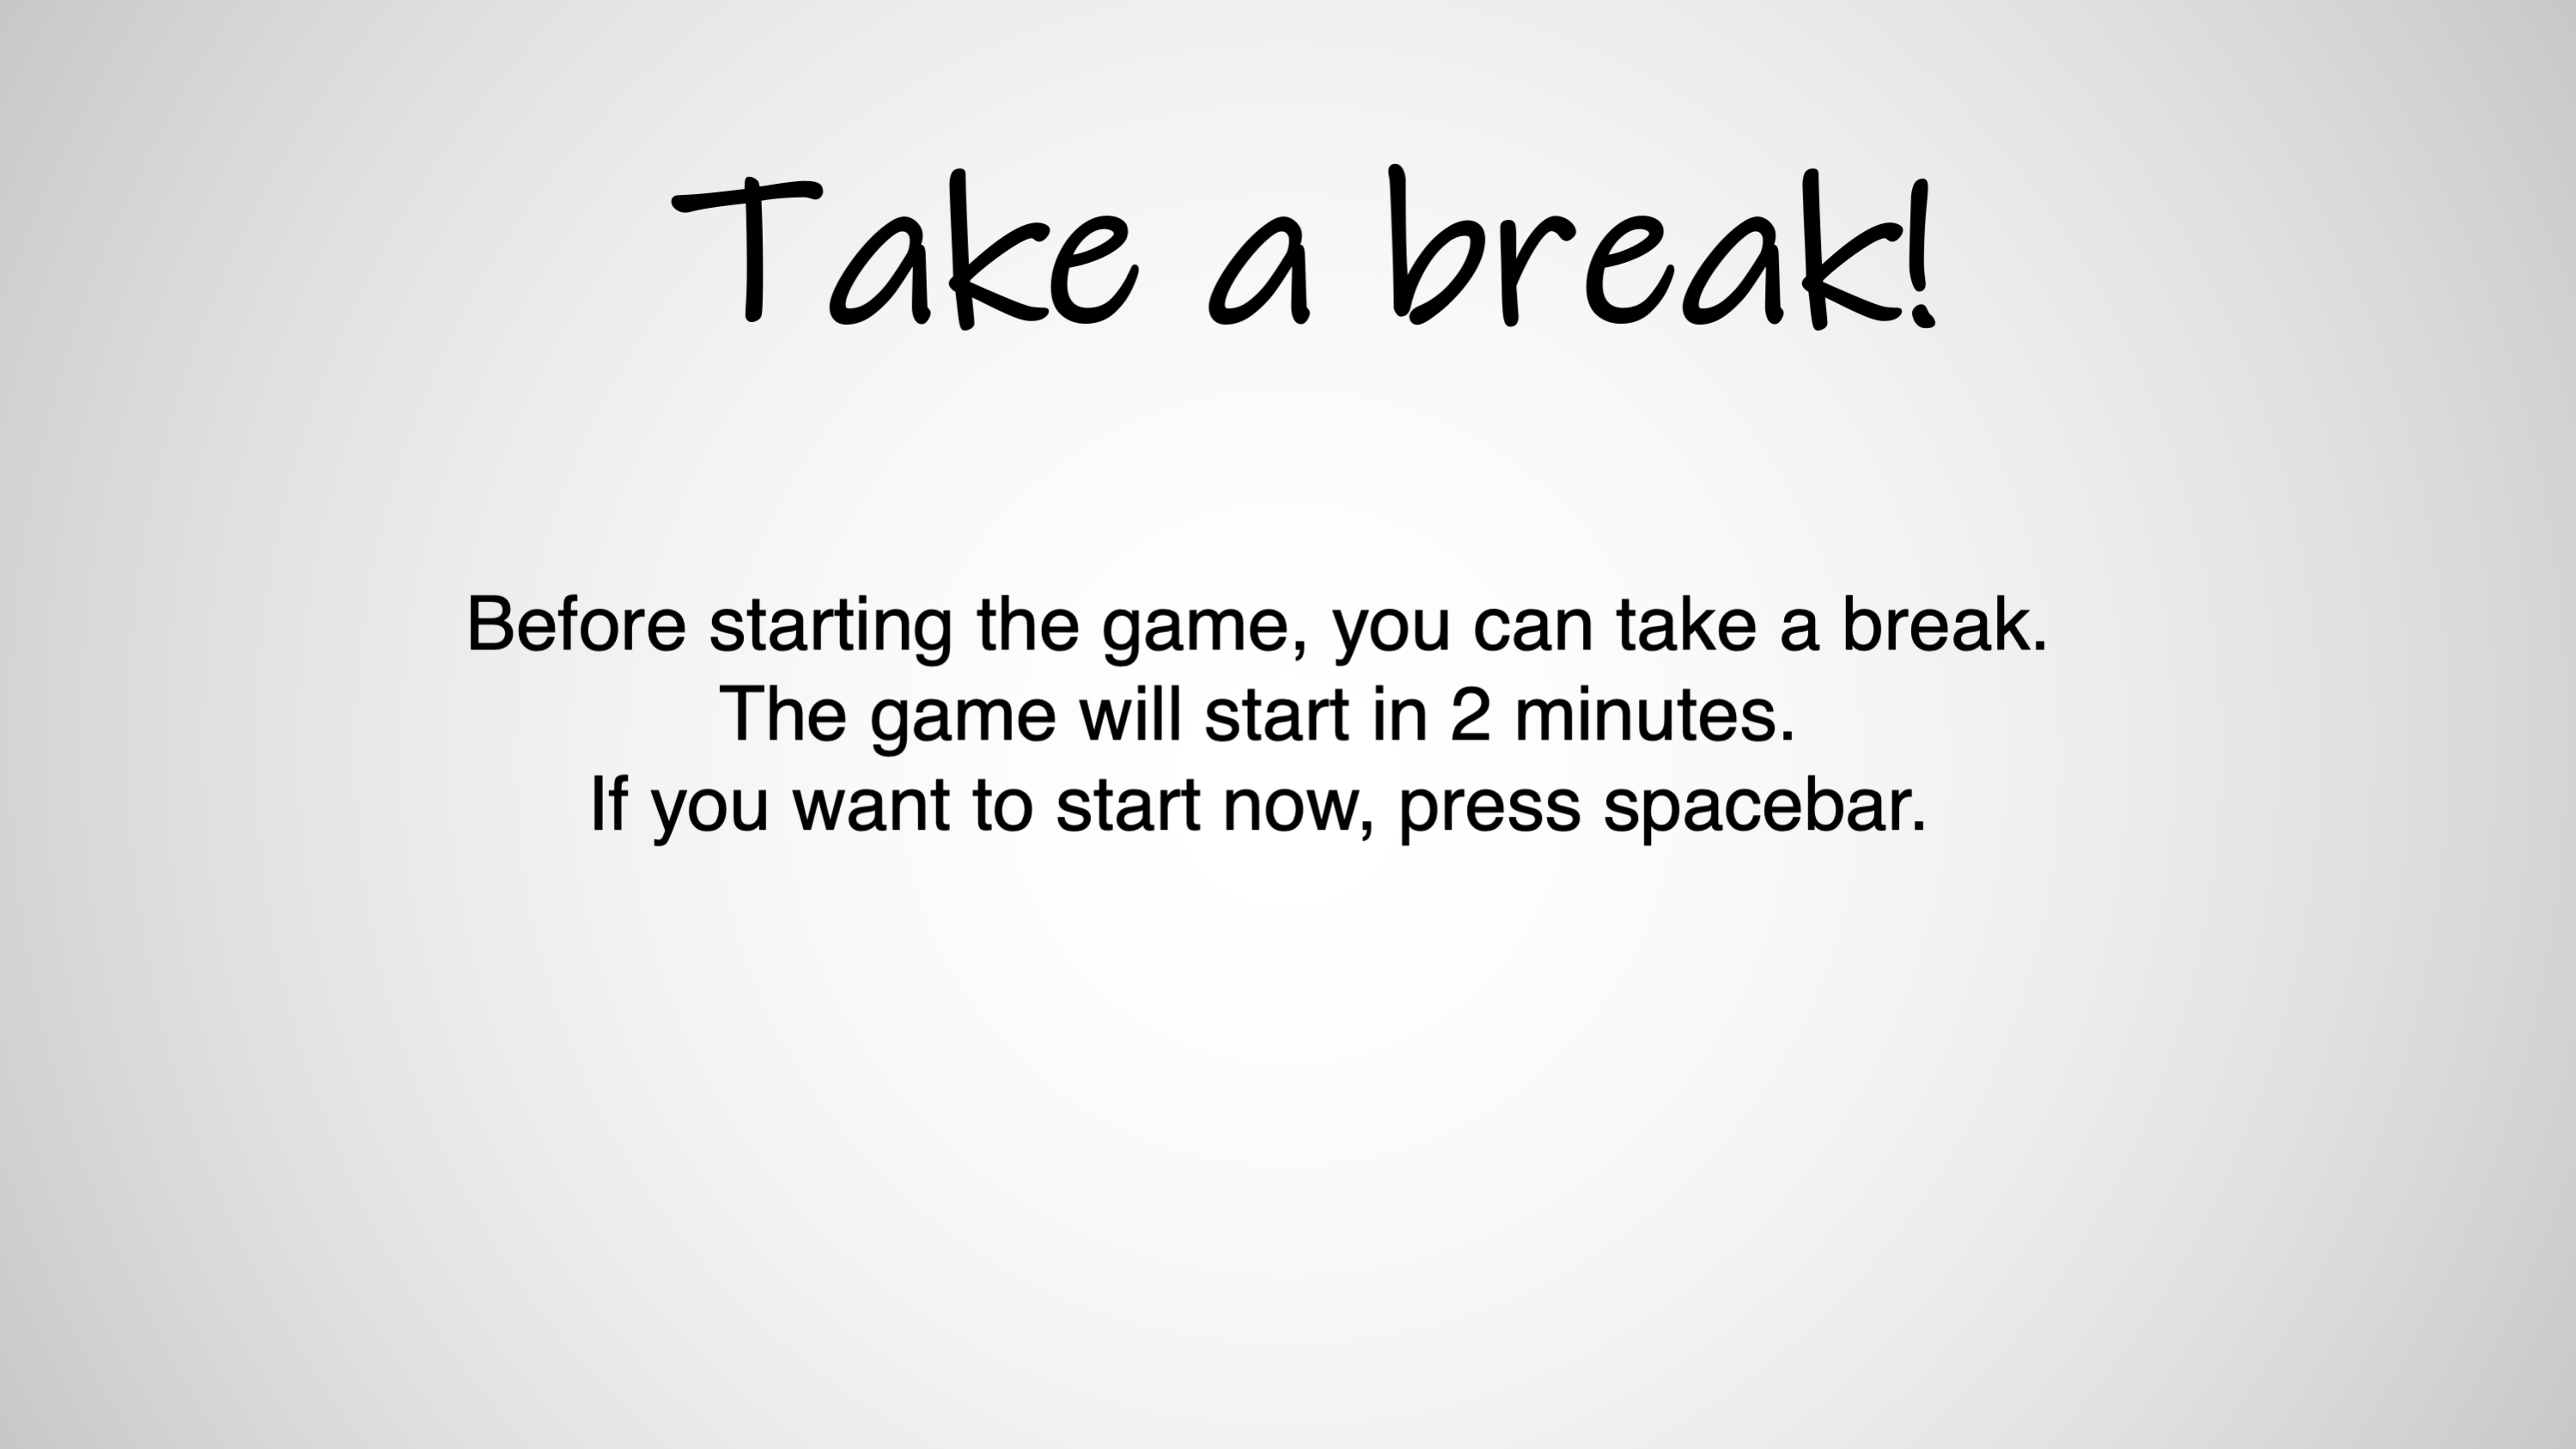 Take a break!
Before starting the game, you can take a break.
The game will start in 2 minutes.
If you want to start now, press spacebar.